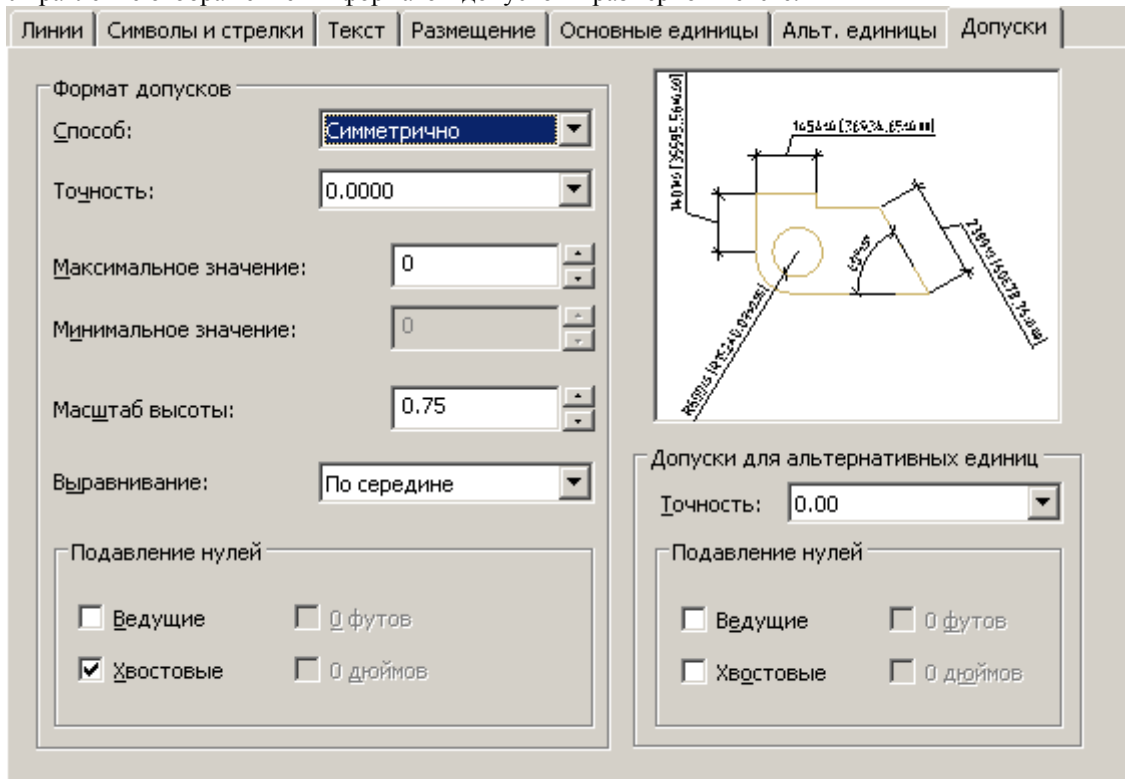 Линии Символы и стрелки Текст Размещение Основные единицы Альт. единицы Допуски
Формат допусков
Способ: Симметрично
Точность: 0.0000
Максимальное значение: 0
Минимальное значение: 0
Масштаб высоты: 0.75
Выравнивание: По середине
Подавление нулей
Ведущие 0 футов
Хвостовые 0 дюймов
Допуски для альтернативных единиц
Точность: 0.00
Подавление нулей
Ведущие 0 футов
Хвостовые 0 дюймов